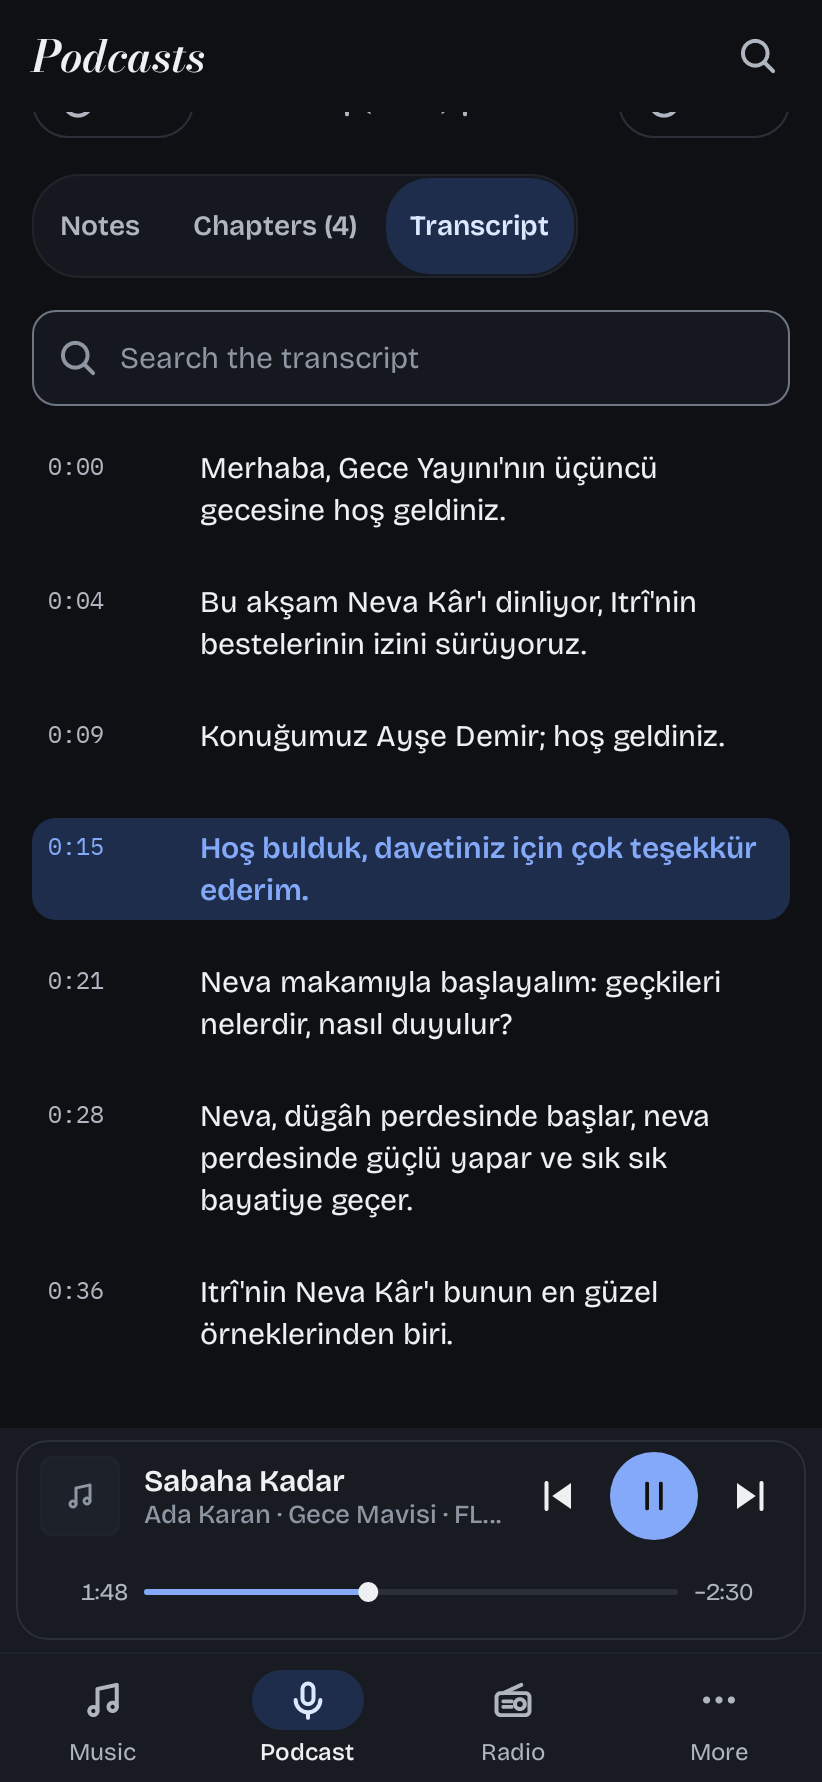 Podcasts
Notes
Chapters (4)
Transcript
Search the transcript
0:00
Merhaba, Gece Yayını'nın üçüncü
gecesine hoş geldiniz.
0:04
Bu akşam Neva Kâr'ı dinliyor, Itrî'nin
bestelerinin izini sürüyoruz.
0:09
Konuğumuz Ayşe Demir; hoş geldiniz.
0:15
Hoş bulduk, davetiniz için çok teşekkür
ederim.
0:21
Neva makamıyla başlayalım: geçkileri
nelerdir, nasıl duyulur?
0:28
Neva, dügâh perdesinde başlar, neva
perdesinde güçlü yapar ve sık sık
bayatiye geçer.
0:36
Itrî'nin Neva Kâr'ı bunun en güzel
örneklerinden biri.
Sabaha Kadar
Ada Karan · Gece Mavisi · FL...
1:48
−2:30
Music
Podcast
Radio
More